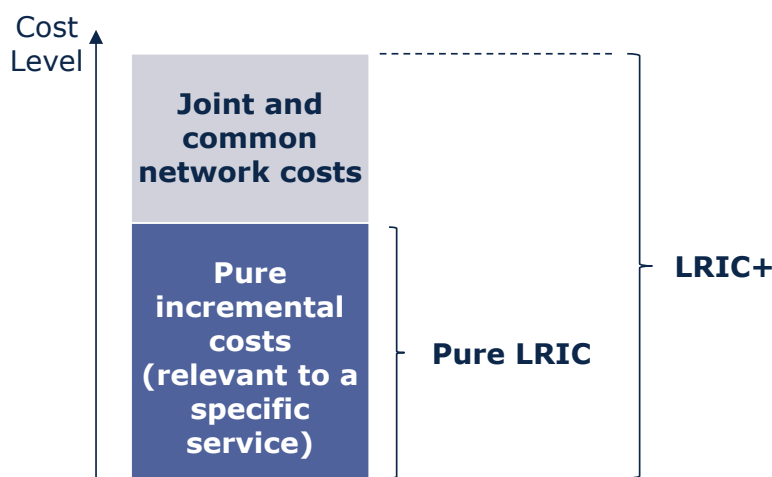 Cost
Level
Joint and
common
network costs
LRIC+
Pure
incremental
costs
(relevant to a
specific
service)
Pure LRIC